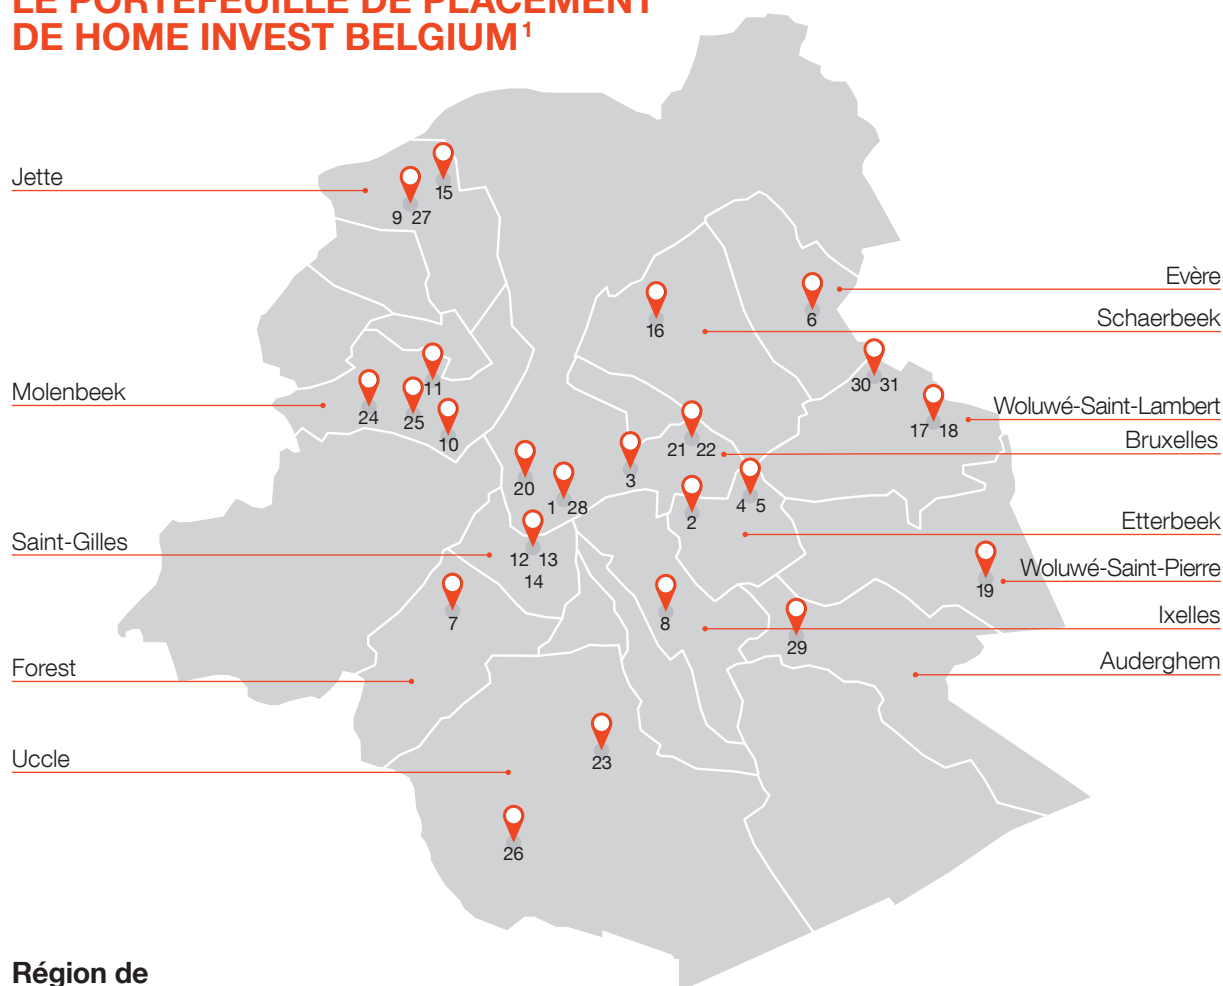 LE PORTEFEUILLE DE PLACEMENT
DE HOME INVEST BELGIUM1
Jette
15
9 27
Evère
6
Schaerbeek
16
11
30 31
Molenbeek
24
25
10
Woluwé-Saint-Lambert
17 18
Bruxelles
21 22
3
20
1 28
2
4 5
Etterbeek
Saint-Gilles
12 13
14
Woluwé-Saint-Pierre
19
7
8
Ixelles
29
Forest
Auderghem
Uccle
23
26
Région de